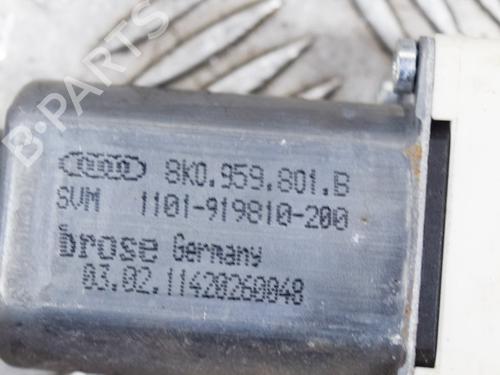 B-PARTS
8K0.959.801.B
SVM 1101-919810-200
brose Germany
03.02.11420260048